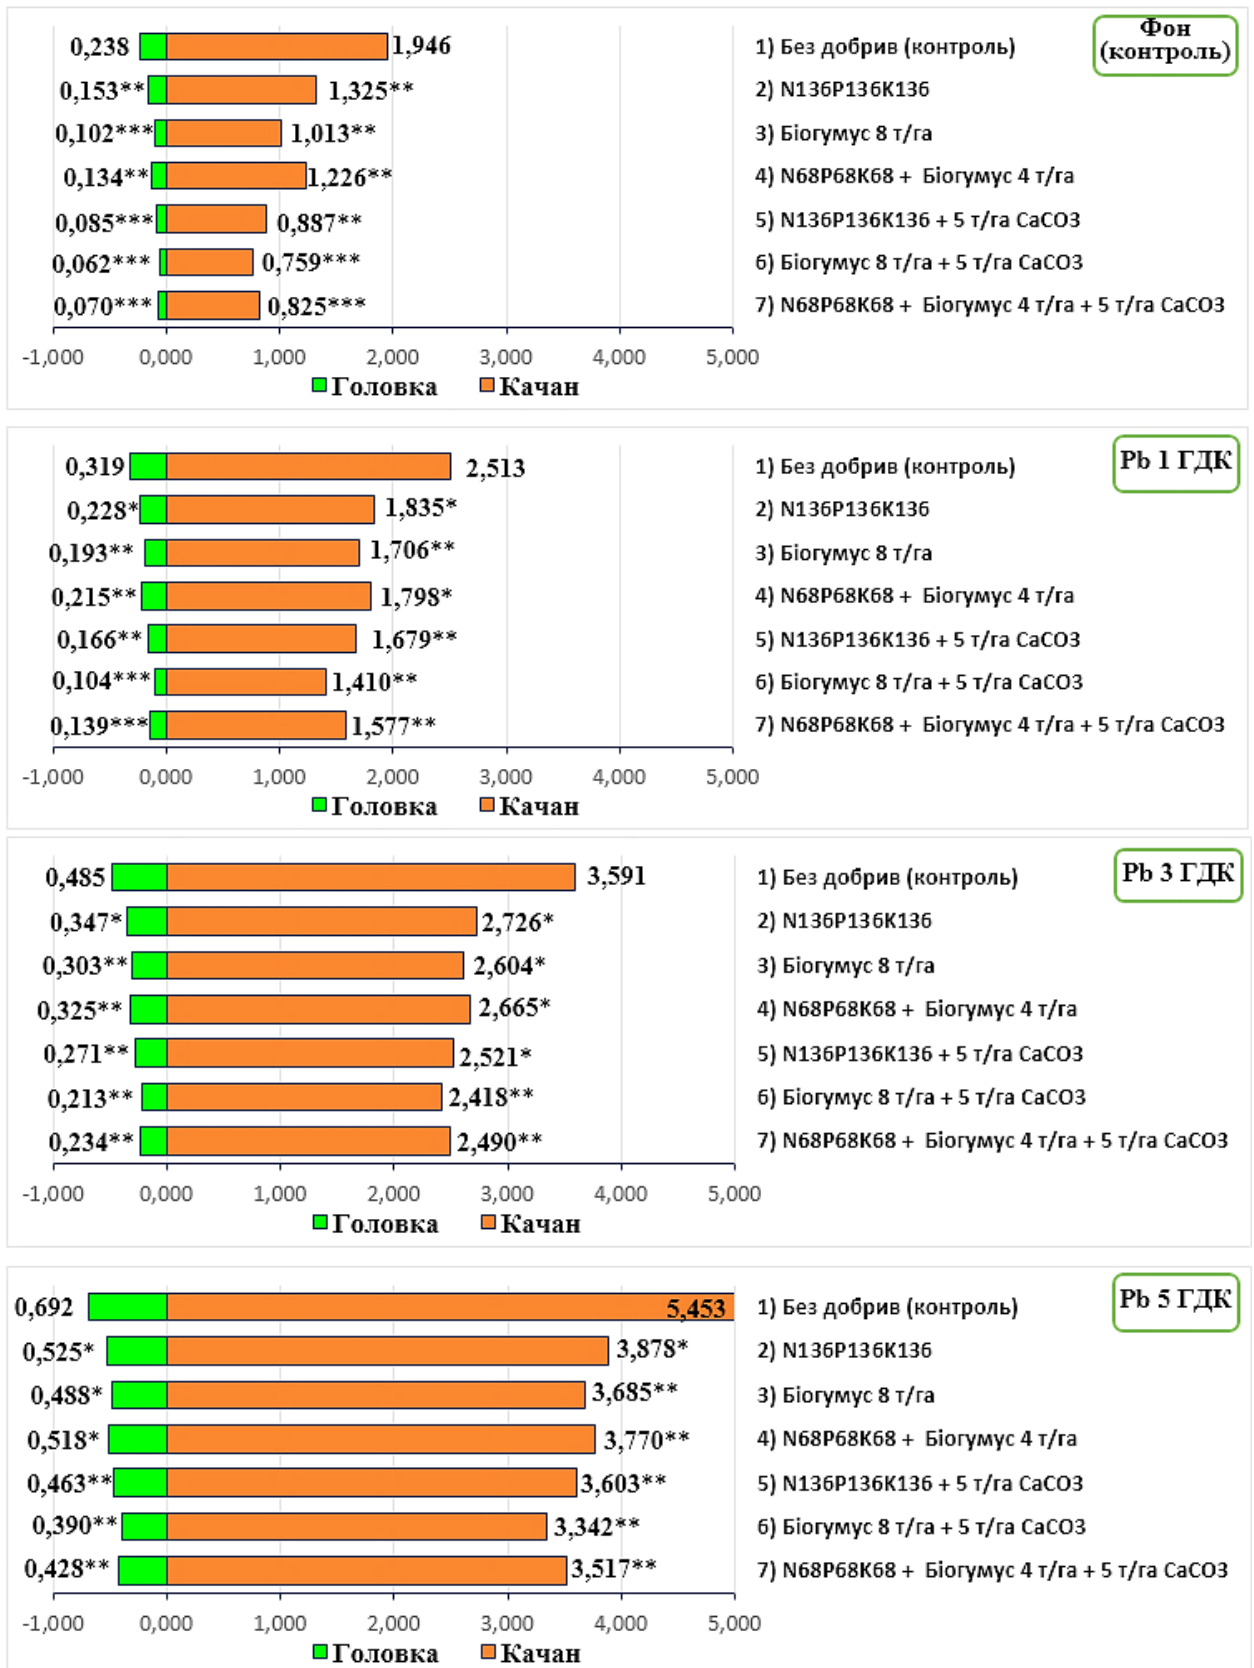 Фон
(контроль)
0,238 1,946 1) Без добрив (контроль)
0,153** 1,325** 2) N136P136K136
0,102*** 1,013** 3) Біогумус 8 т/га
0,134** 1,226** 4) N68P68K68 + Біогумус 4 т/га
0,085*** 0,887** 5) N136P136K136 + 5 т/га CaCO3
0,062*** 0,759*** 6) Біогумус 8 т/га + 5 т/га CaCO3
0,070*** 0,825*** 7) N68P68K68 + Біогумус 4 т/га + 5 т/га CaCO3
-1,000 0,000 1,000 2,000 3,000 4,000 5,000
Головка Качан
Pb 1 ГДК
0,319 2,513 1) Без добрив (контроль)
0,228* 1,835* 2) N136P136K136
0,193** 1,706** 3) Біогумус 8 т/га
0,215** 1,798* 4) N68P68K68 + Біогумус 4 т/га
0,166** 1,679** 5) N136P136K136 + 5 т/га CaCO3
0,104*** 1,410** 6) Біогумус 8 т/га + 5 т/га CaCO3
0,139*** 1,577** 7) N68P68K68 + Біогумус 4 т/га + 5 т/га CaCO3
-1,000 0,000 1,000 2,000 3,000 4,000 5,000
Головка Качан
Pb 3 ГДК
0,485 3,591 1) Без добрив (контроль)
0,347* 2,726* 2) N136P136K136
0,303** 2,604* 3) Біогумус 8 т/га
0,325** 2,665* 4) N68P68K68 + Біогумус 4 т/га
0,271** 2,521* 5) N136P136K136 + 5 т/га CaCO3
0,213** 2,418** 6) Біогумус 8 т/га + 5 т/га CaCO3
0,234** 2,490** 7) N68P68K68 + Біогумус 4 т/га + 5 т/га CaCO3
-1,000 0,000 1,000 2,000 3,000 4,000 5,000
Головка Качан
Pb 5 ГДК
0,692 5,453 1) Без добрив (контроль)
0,525* 3,878* 2) N136P136K136
0,488* 3,685** 3) Біогумус 8 т/га
0,518* 3,770** 4) N68P68K68 + Біогумус 4 т/га
0,463** 3,603** 5) N136P136K136 + 5 т/га CaCO3
0,390** 3,342** 6) Біогумус 8 т/га + 5 т/га CaCO3
0,428** 3,517** 7) N68P68K68 + Біогумус 4 т/га + 5 т/га CaCO3
-1,000 0,000 1,000 2,000 3,000 4,000 5,000
Головка Качан